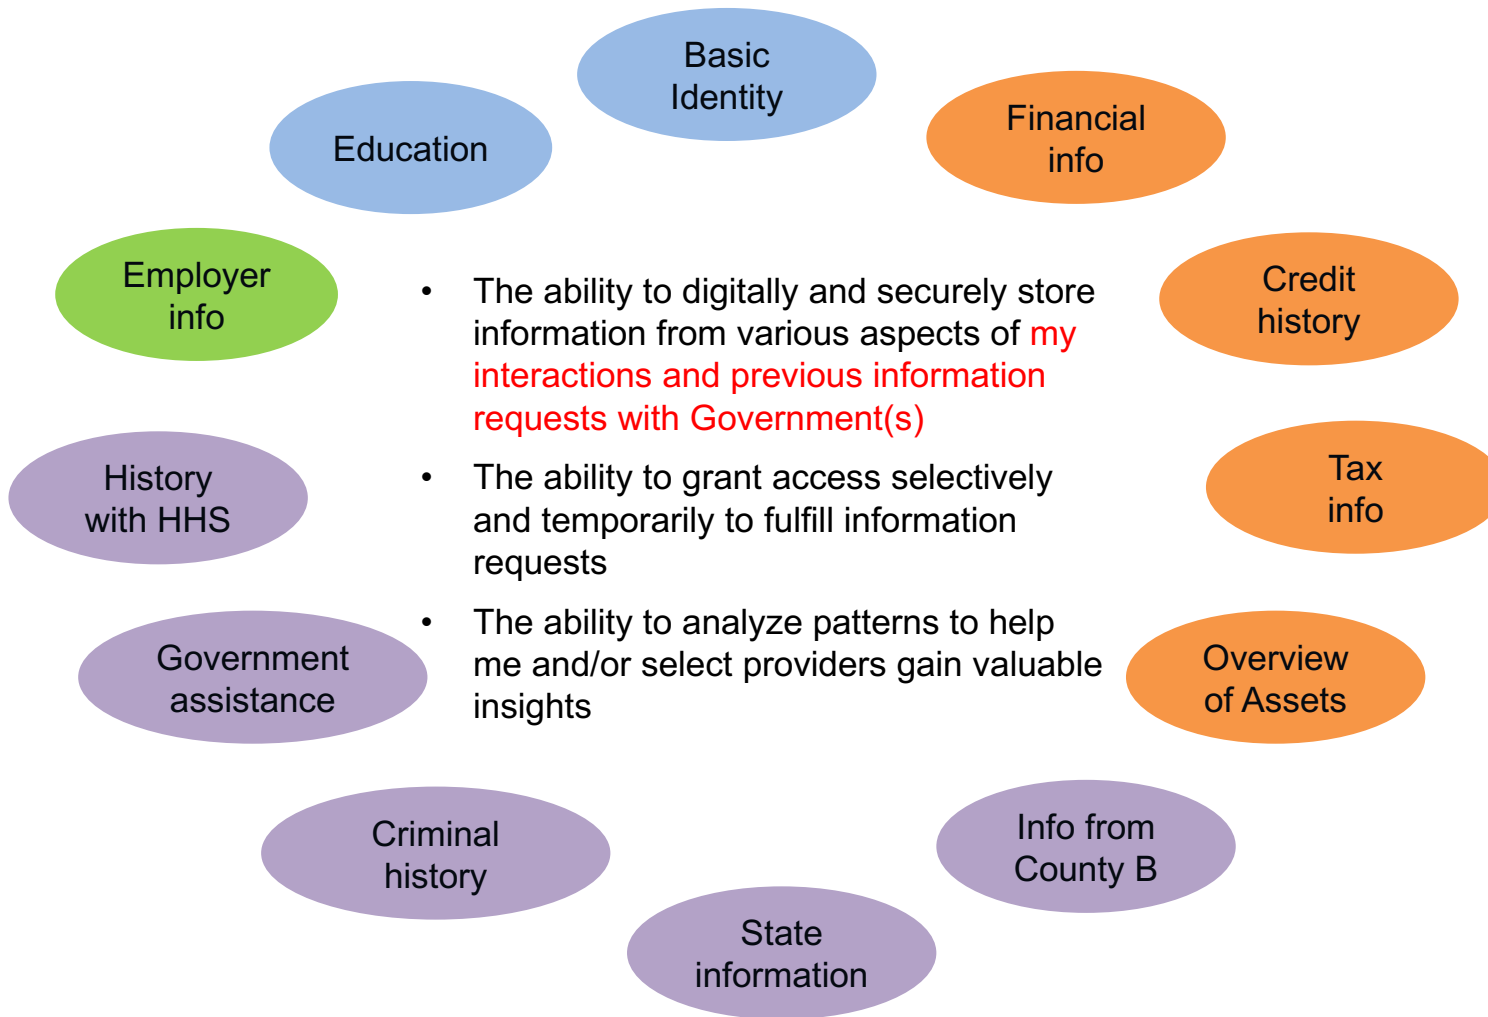 Basic
Identity
Financial
info
Education
Credit
history
Employer
info
• The ability to digitally and securely store
information from various aspects of my
interactions and previous information
requests with Government(s)
• The ability to grant access selectively
and temporarily to fulfill information
requests
• The ability to analyze patterns to help
me and/or select providers gain valuable
insights
Tax
info
History
with HHS
Overview
of Assets
Government
assistance
Info from
County B
Criminal
history
State
information